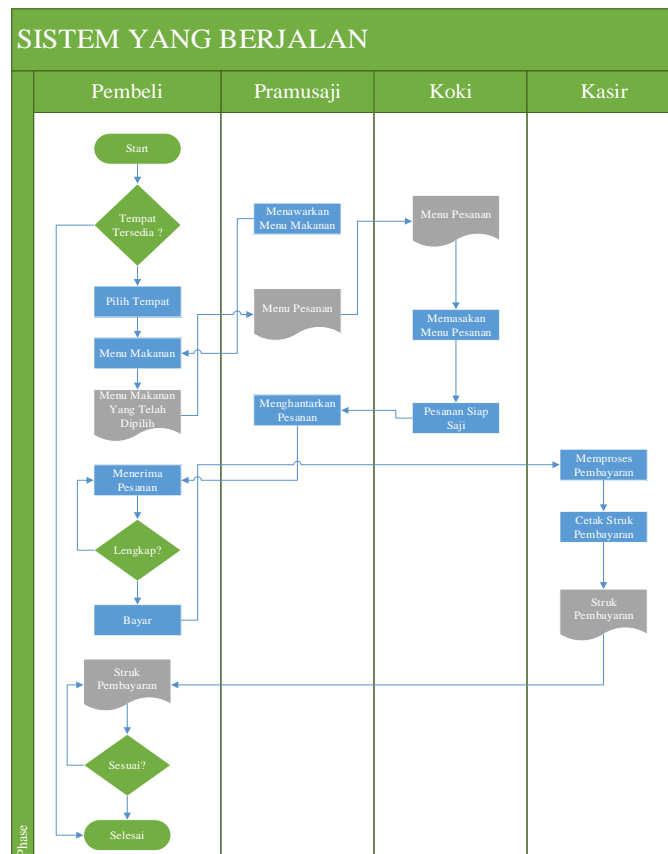 SISTEM YANG BERJALAN
Pembeli
Pramusaji
Koki
Kasir
Start
Tempat
Tersedia ?
Menawarkan
Menu Makanan
Menu Pesanan
Pilih Tempat
Menu Pesanan
Memasakan
Menu Pesanan
Menu Makanan
Menu Makanan
Yang Telah
Dipilih
Menghantarkan
Pesanan
Pesanan Siap
Saji
Menerima
Pesanan
Memproses
Pembayaran
Cetak Struk
Pembayaran
Lengkap?
Bayar
Struk
Pembayaran
Struk
Pembayaran
Sesuai?
Selesai
Phase